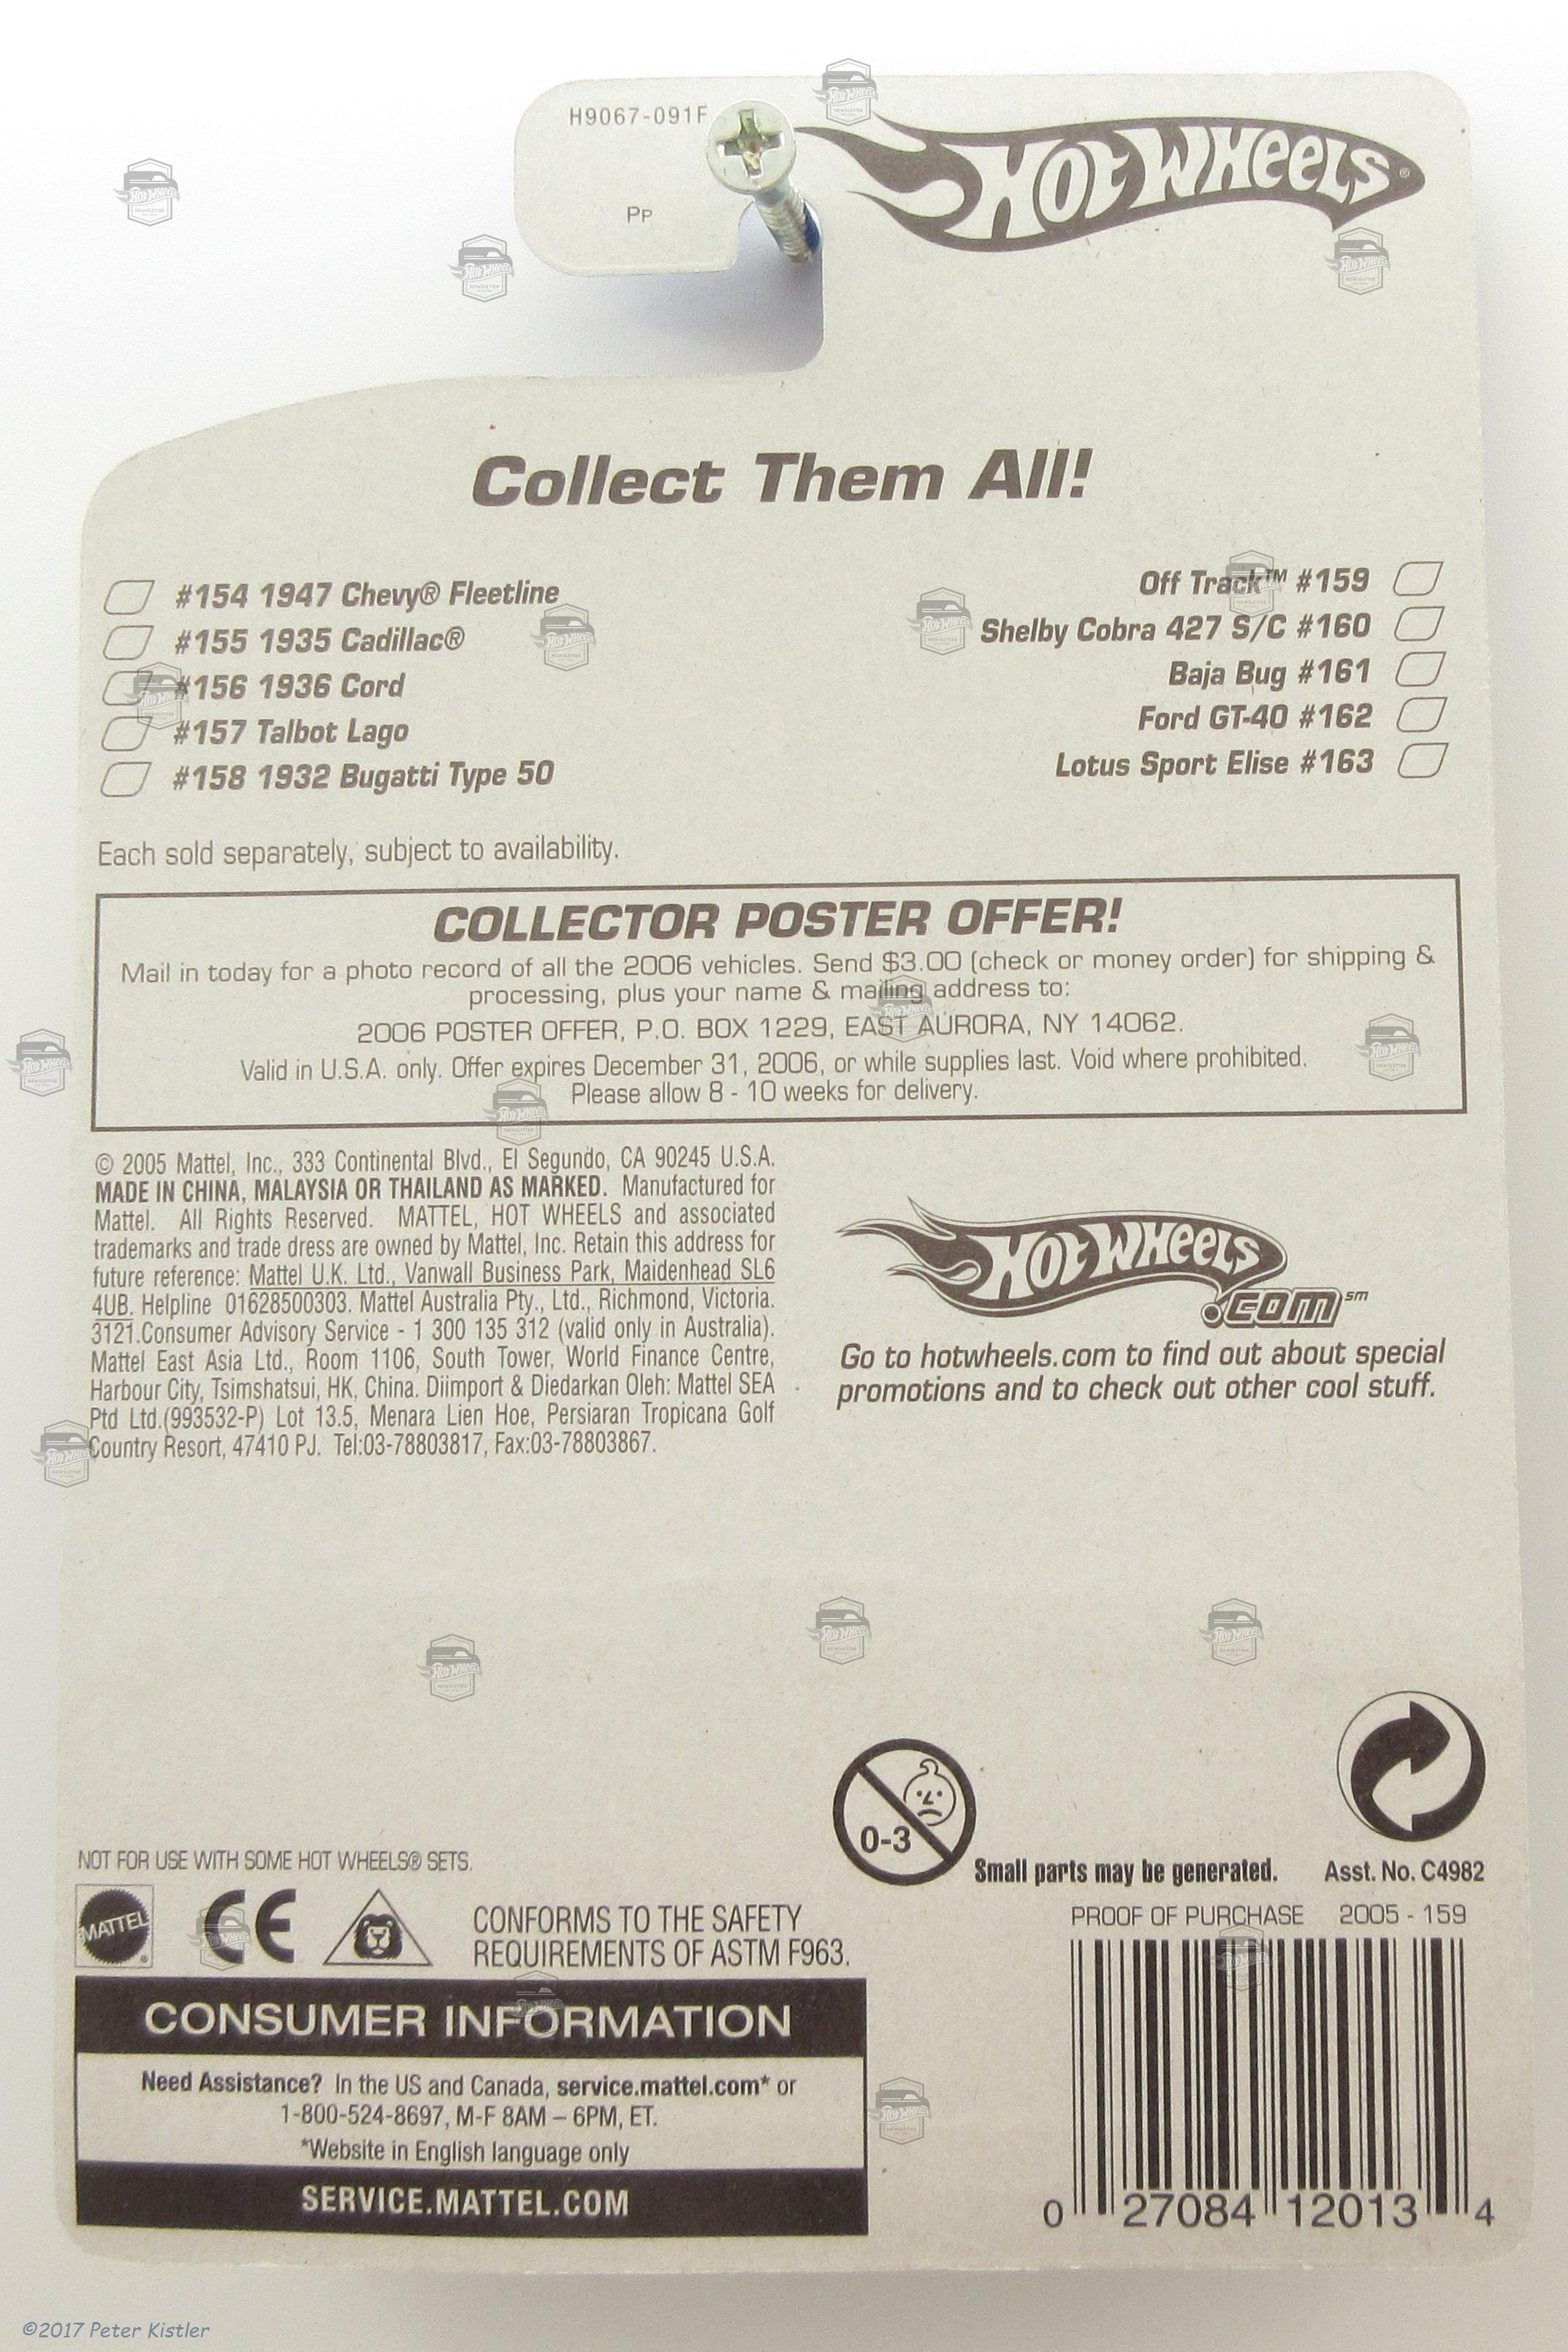 H9067-091F
PP
HOT WHEELS®
Collect Them All!
#154 1947 Chevy® Fleetline
#155 1935 Cadillac®
#156 1936 Cord
#157 Talbot Lago
#158 1932 Bugatti Type 50
Off Track™ #159
Shelby Cobra 427 S/C #160
Baja Bug #161
Ford GT-40 #162
Lotus Sport Elise #163
Each sold separately, subject to availability.
COLLECTOR POSTER OFFER!
Mail in today for a photo record of all the 2006 vehicles. Send $3.00 (check or money order) for shipping &
processing, plus your name & mailing address to:
2006 POSTER OFFER, P.O. BOX 1229, EAST AURORA, NY 14062.
Valid in U.S.A. only. Offer expires December 31, 2006, or while supplies last. Void where prohibited.
Please allow 8 - 10 weeks for delivery.
© 2005 Mattel, Inc., 333 Continental Blvd., El Segundo, CA 90245 U.S.A.
MADE IN CHINA, MALAYSIA OR THAILAND AS MARKED. Manufactured for
Mattel. All Rights Reserved. MATTEL, HOT WHEELS and associated
trademarks and trade dress are owned by Mattel, Inc. Retain this address for
future reference: Mattel U.K. Ltd., Vanwall Business Park, Maidenhead SL6
4UB. Helpline 01628500303. Mattel Australia Pty., Ltd., Richmond, Victoria.
3121.Consumer Advisory Service - 1 300 135 312 (valid only in Australia).
Mattel East Asia Ltd., Room 1106, South Tower, World Finance Centre,
Harbour City, Tsimshatsui, HK, China. Diimport & Diedarkan Oleh: Mattel SEA
Ptd Ltd.(993532-P) Lot 13.5, Menara Lien Hoe, Persiaran Tropicana Golf
Country Resort, 47410 PJ. Tel:03-78803817, Fax:03-78803867.
HOT WHEELS
.COM℠
Go to hotwheels.com to find out about special
promotions and to check out other cool stuff.
0-3
Small parts may be generated.
Asst. No. C4982
NOT FOR USE WITH SOME HOT WHEELS® SETS.
MATTEL®
CE
CONFORMS TO THE SAFETY
REQUIREMENTS OF ASTM F963.
PROOF OF PURCHASE 2005 - 159
CONSUMER INFORMATION
Need Assistance? In the US and Canada, service.mattel.com* or
1-800-524-8697, M-F 8AM – 6PM, ET.
*Website in English language only
SERVICE.MATTEL.COM
0 27084 12013 4
©2017 Peter Kistler